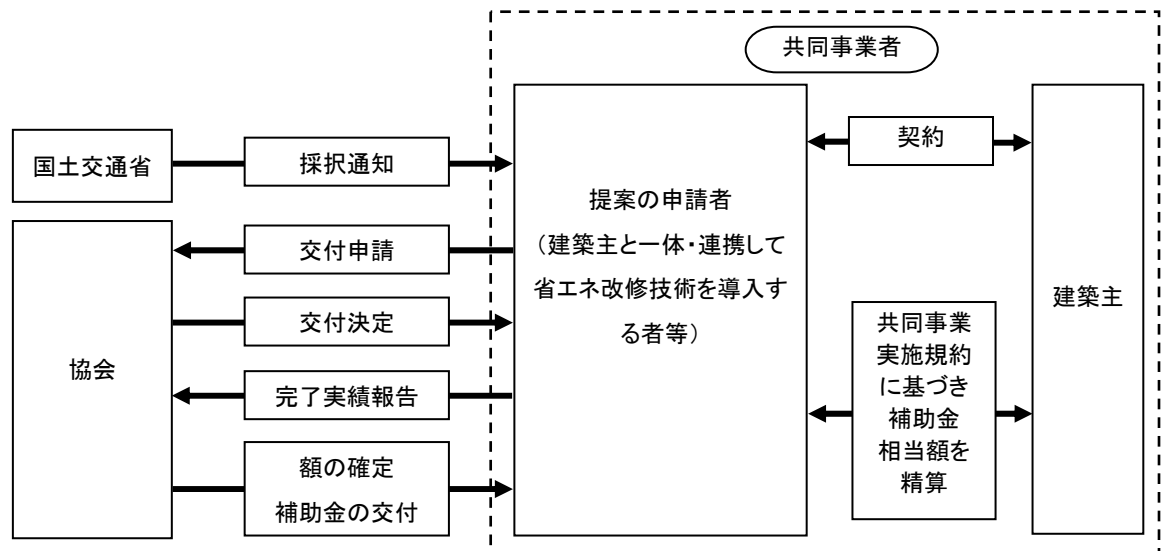 共同事業者
国土交通省
採択通知
協会
交付申請
交付決定
完了実績報告
額の確定
補助金の交付
提案の申請者
（建築主と一体・連携して
省エネ改修技術を導入す
る者等）
契約
共同事業
実施規約
に基づき
補助金
相当額を
精算
建築主